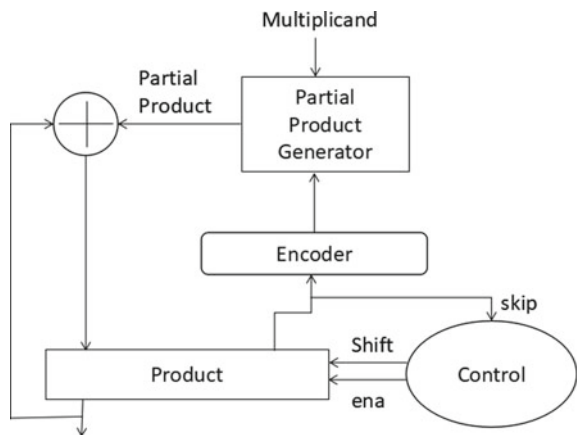 Multiplicand
Partial
Product
Partial
Product
Generator
Encoder
skip
Shift
Product
Control
ena